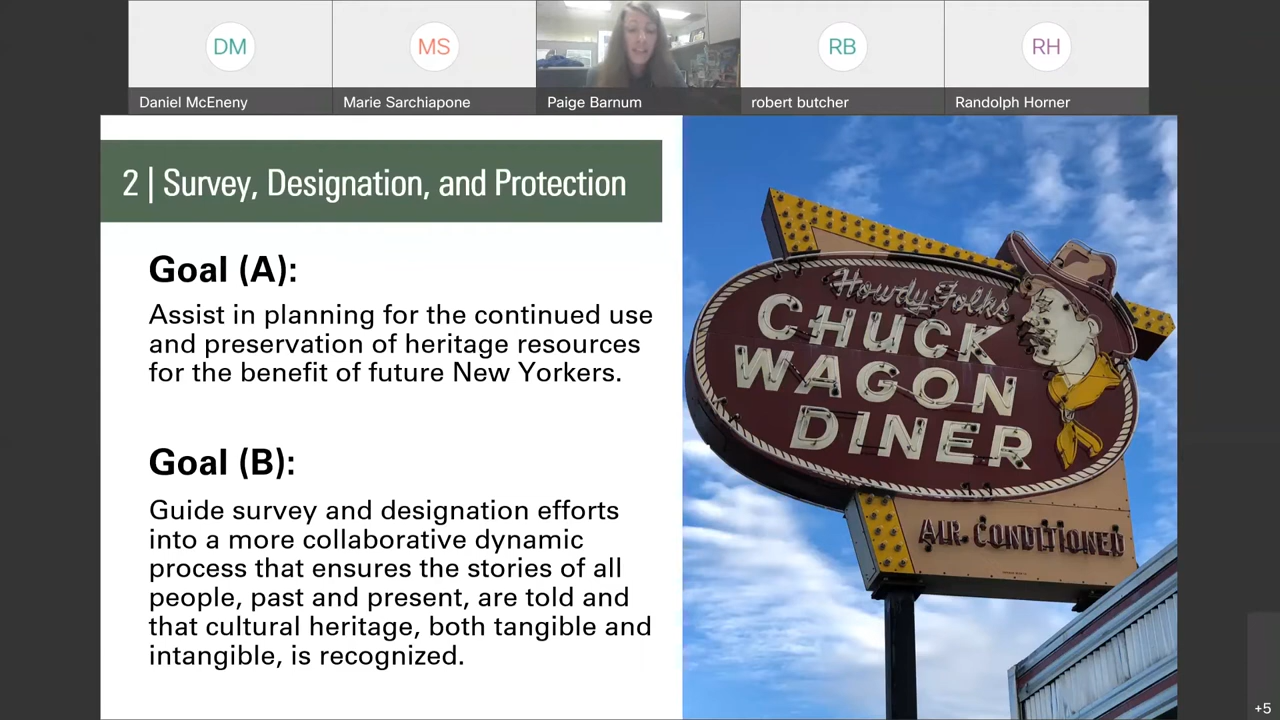 DM
MS
RB
RH
Daniel McEneny
Marie Sarchiapone
Paige Barnum
robert butcher
Randolph Horner
2 | Survey, Designation, and Protection
Goal (A):
Assist in planning for the continued use
and preservation of heritage resources
for the benefit of future New Yorkers.
Goal (B):
Guide survey and designation efforts
into a more collaborative dynamic
process that ensures the stories of all
people, past and present, are told and
that cultural heritage, both tangible and
intangible, is recognized.
Howdy Folks
CHUCK
WAGON
DINER
AIR CONDITIONED
+5